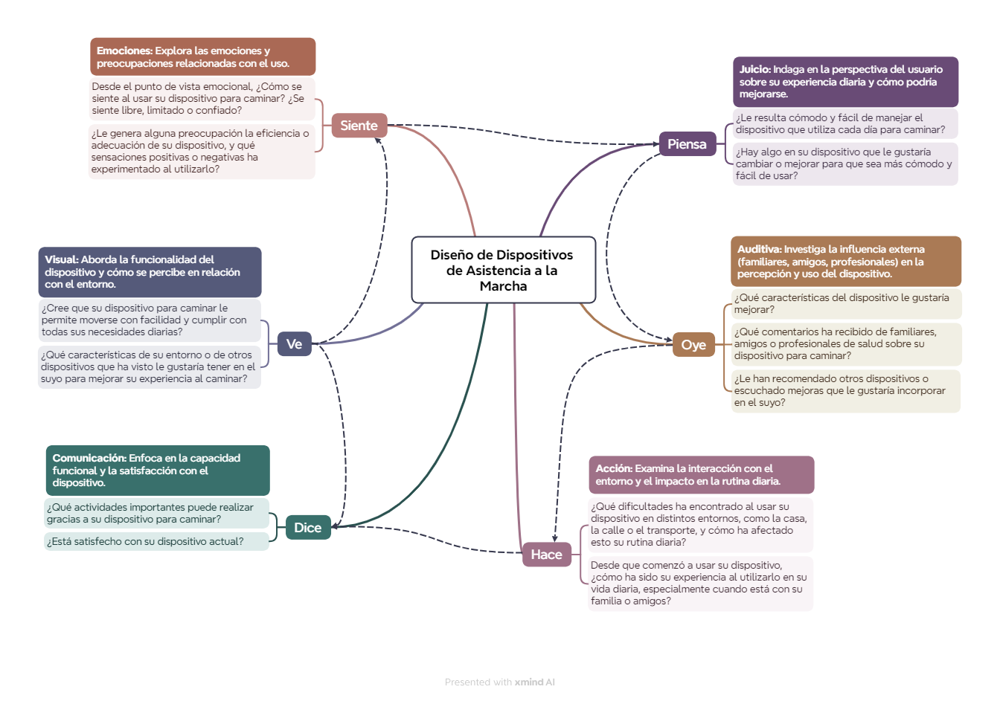 Emociones: Explora las emociones y
preocupaciones relacionadas con el uso.
Desde el punto de vista emocional, ¿Cómo se
siente al usar su dispositivo para caminar? ¿Se
siente libre, limitado o confiado?
¿Le genera alguna preocupación la eficiencia o
adecuación de su dispositivo, y qué
sensaciones positivas o negativas ha
experimentado al utilizarlo?
Siente
Juicio: Indaga en la perspectiva del usuario
sobre su experiencia diaria y cómo podría
mejorarse.
¿Le resulta cómodo y fácil de manejar el
dispositivo que utiliza cada día para caminar?
¿Hay algo en su dispositivo que le gustaría
cambiar o mejorar para que sea más cómodo y
fácil de usar?
Piensa
Diseño de Dispositivos
de Asistencia a la
Marcha
Visual: Aborda la funcionalidad del
dispositivo y cómo se percibe en relación
con el entorno.
¿Cree que su dispositivo para caminar le
permite moverse con facilidad y cumplir con
todas sus necesidades diarias?
¿Qué características de su entorno o de otros
dispositivos que ha visto le gustaría tener en el
suyo para mejorar su experiencia al caminar?
Ve
Auditiva: Investiga la influencia externa
(familiares, amigos, profesionales) en la
percepción y uso del dispositivo.
¿Qué características del dispositivo le gustaría
mejorar?
¿Qué comentarios ha recibido de familiares,
amigos o profesionales de salud sobre su
dispositivo para caminar?
¿Le han recomendado otros dispositivos o
escuchado mejoras que le gustaría incorporar
en el suyo?
Oye
Comunicación: Enfoca en la capacidad
funcional y la satisfacción con el
dispositivo.
¿Qué actividades importantes puede realizar
gracias a su dispositivo para caminar?
¿Está satisfecho con su dispositivo actual?
Dice
Acción: Examina la interacción con el
entorno y el impacto en la rutina diaria.
¿Qué dificultades ha encontrado al usar su
dispositivo en distintos entornos, como la casa,
la calle o el transporte, y cómo ha afectado
esto su rutina diaria?
Desde que comenzó a usar su dispositivo,
¿cómo ha sido su experiencia al utilizarlo en su
vida diaria, especialmente cuando está con su
familia o amigos?
Hace
Presented with xmind AI